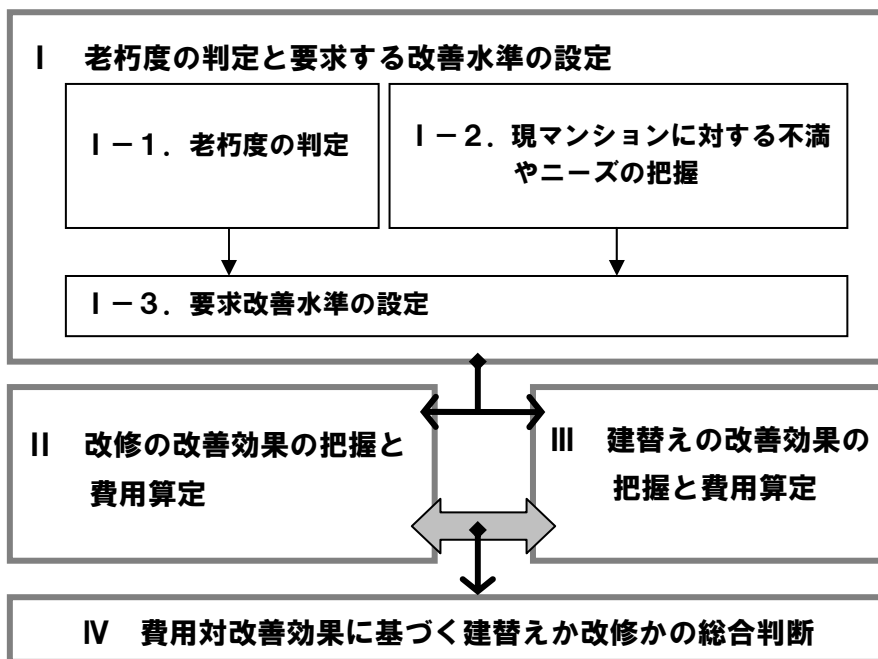 Ⅰ 老朽度の判定と要求する改善水準の設定
Ⅰ－１．老朽度の判定
Ⅰ－２．現マンションに対する不満
やニーズの把握
Ⅰ－３．要求改善水準の設定
Ⅱ 改修の改善効果の把握と
費用算定
Ⅲ 建替えの改善効果の
把握と費用算定
Ⅳ 費用対改善効果に基づく建替えか改修かの総合判断